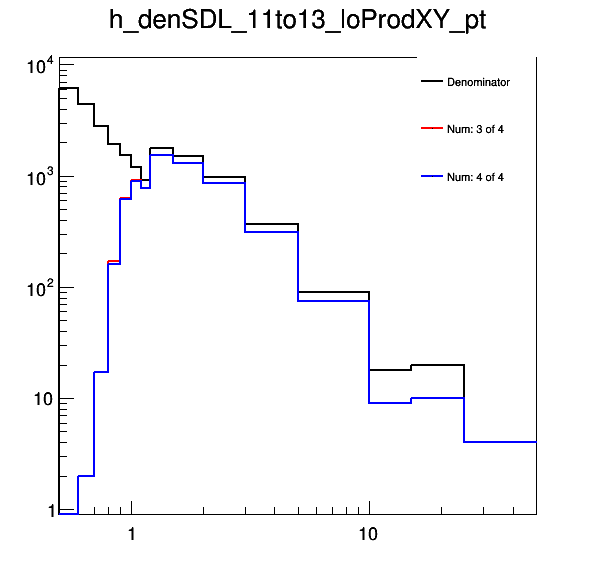 h_denSDL_11to13_loProdXY_pt
10^4
Denominator
Num: 3 of 4
10^3
Num: 4 of 4
10^2
10
1
1 10